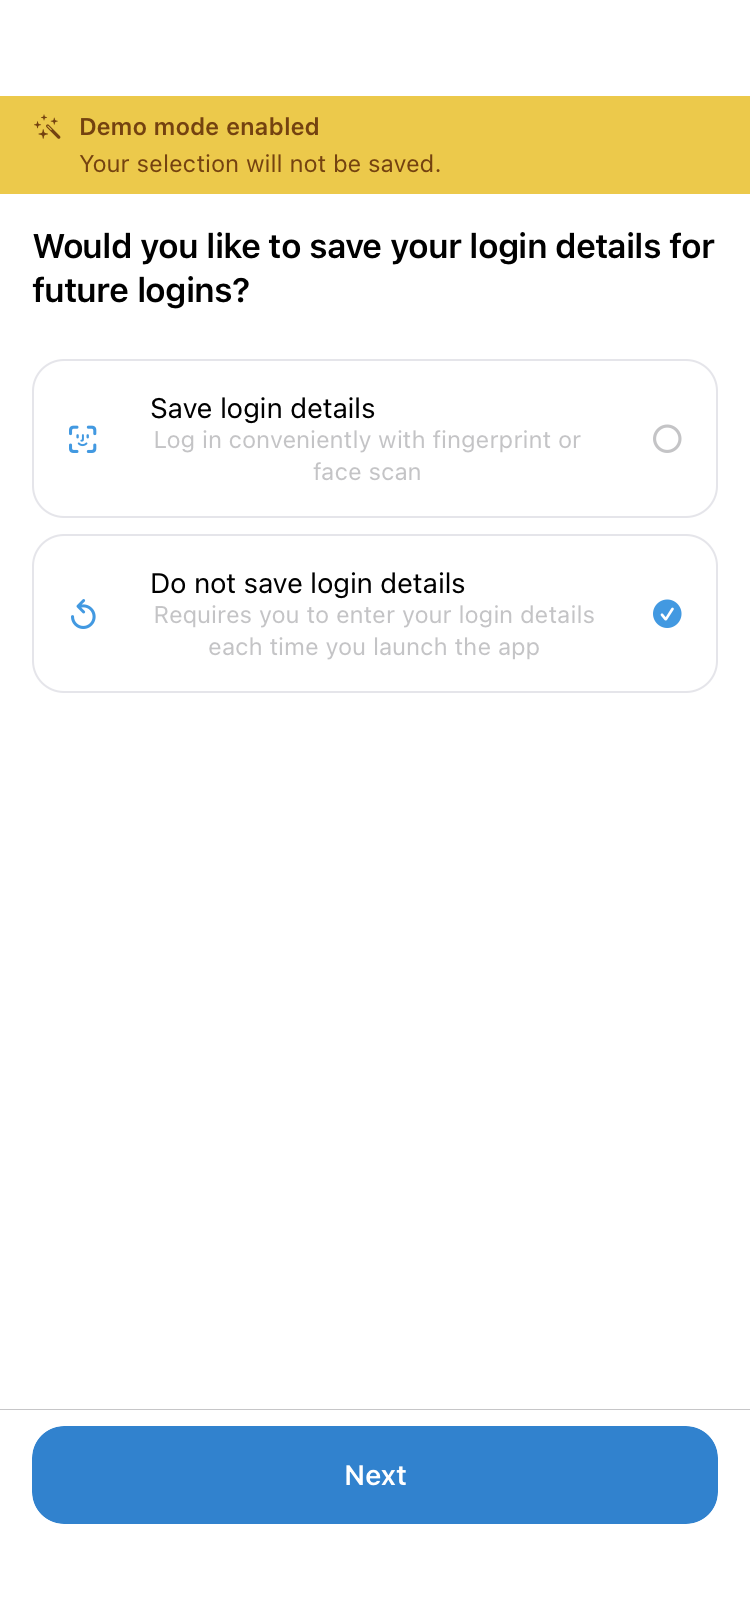 Demo mode enabled
Your selection will not be saved.
Would you like to save your login details for
future logins?
Save login details
Log in conveniently with fingerprint or
face scan
Do not save login details
Requires you to enter your login details
each time you launch the app
Next